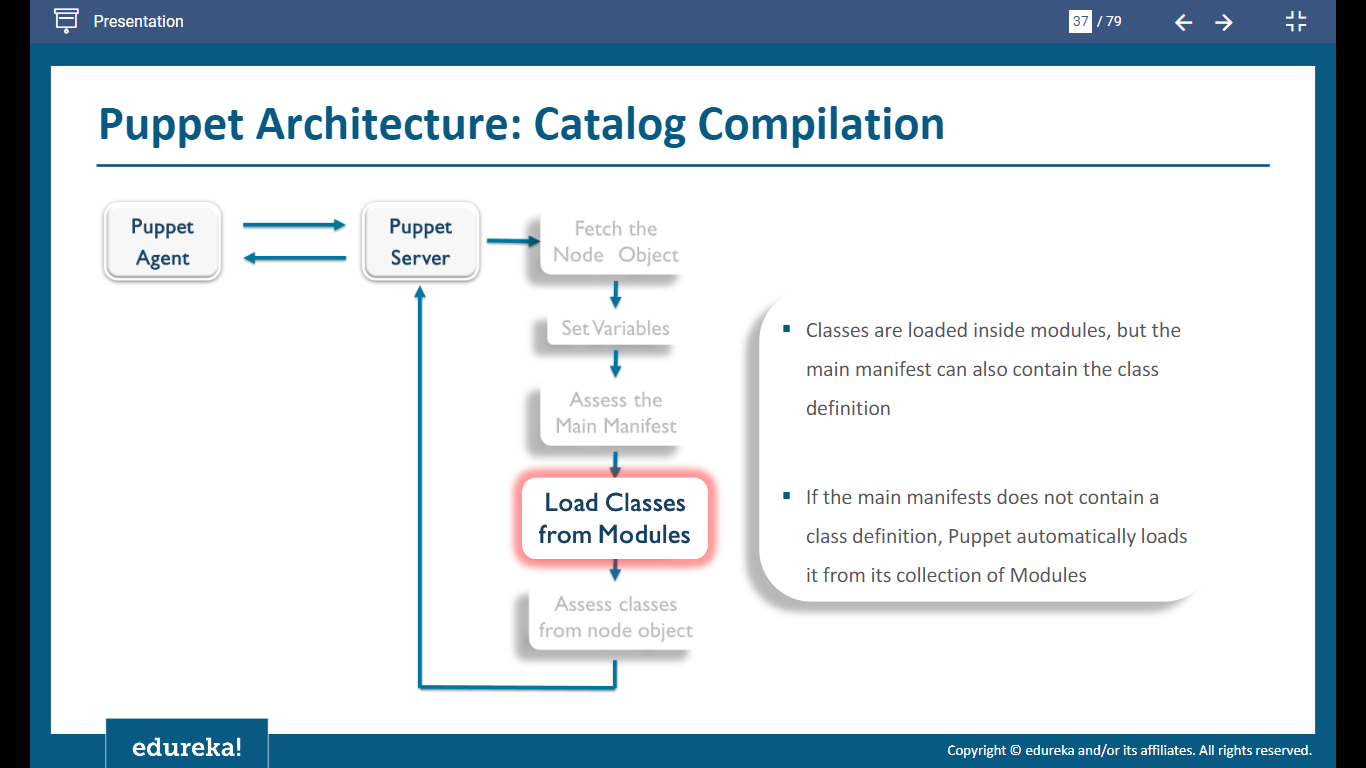 Presentation
37 / 79
Puppet Architecture: Catalog Compilation
Puppet
Agent
Puppet
Server
Fetch the
Node Object
Set Variables
Assess the
Main Manifest
Load Classes
from Modules
Assess classes
from node object
▪ Classes are loaded inside modules, but the
main manifest can also contain the class
definition
▪ If the main manifests does not contain a
class definition, Puppet automatically loads
it from its collection of Modules
edureka!
Copyright © edureka and/or its affiliates. All rights reserved.